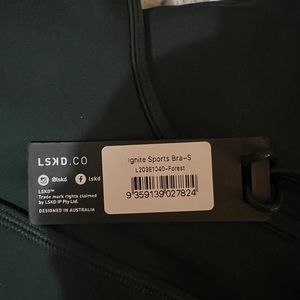 LSKD.CO
@lskd lskd
LSKD™
Trade mark rights claimed
by LSKD IP Pty Ltd.
DESIGNED IN AUSTRALIA
Ignite Sports Bra-S
L20381040-Forest
9 359139 027824